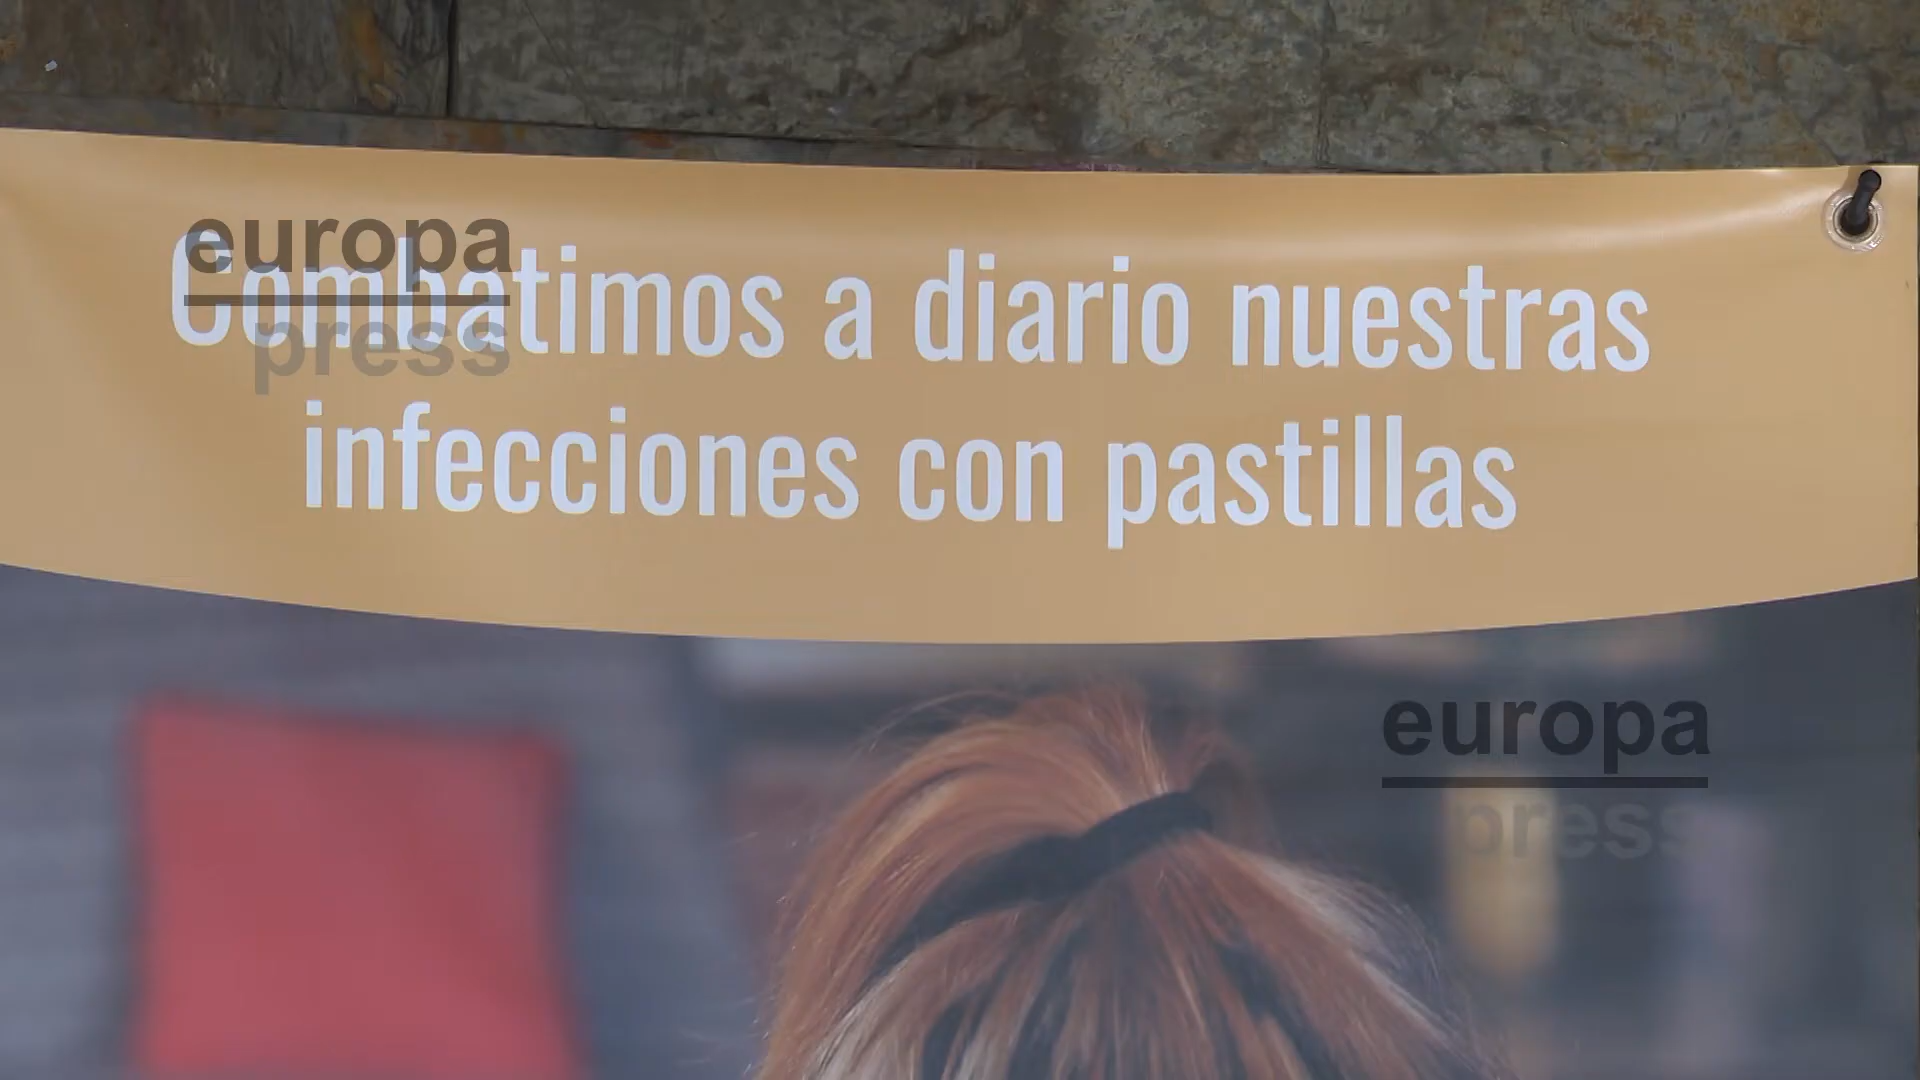 europa
press
Combatimos a diario nuestras
infecciones con pastillas
europa
press